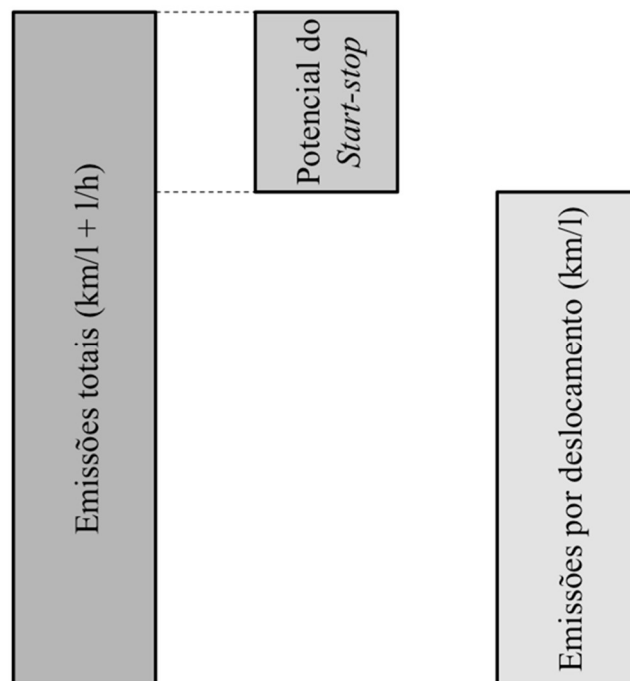 Emissões totais (km/l + l/h)
Potencial do
Start-stop
Emissões por deslocamento (km/l)